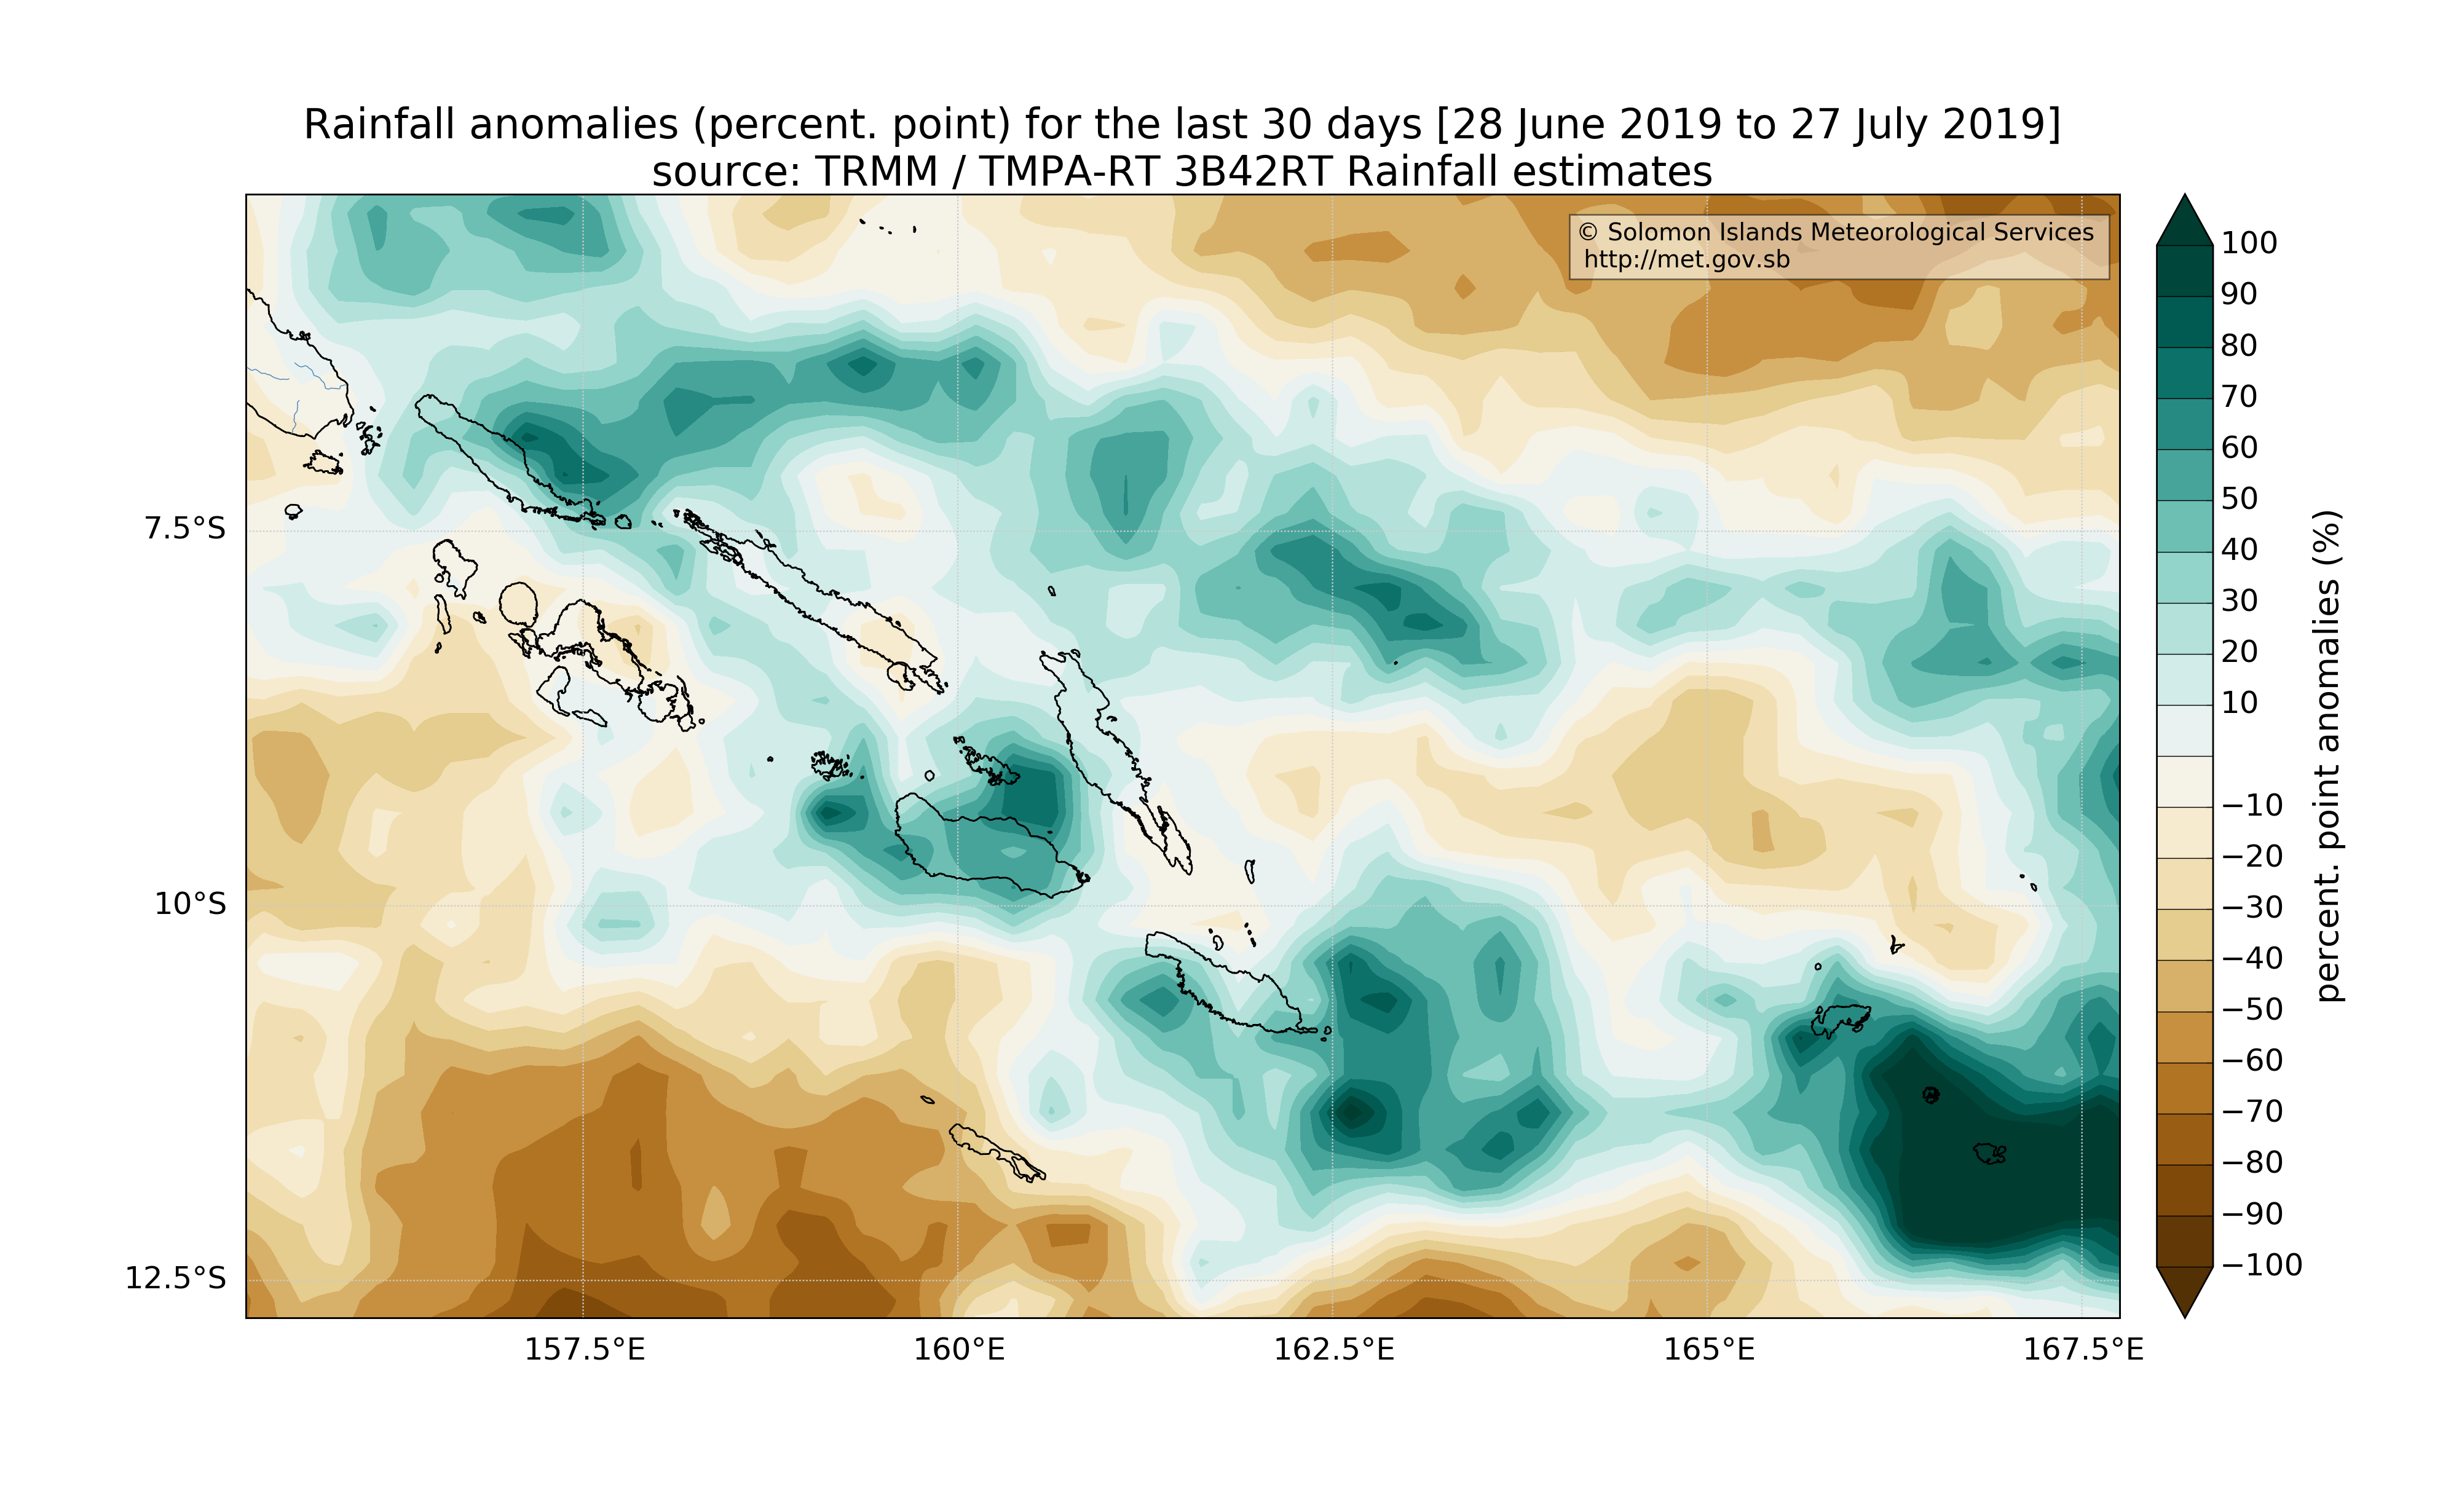 Rainfall anomalies (percent. point) for the last 30 days [28 June 2019 to 27 July 2019]
source: TRMM / TMPA-RT 3B42RT Rainfall estimates
© Solomon Islands Meteorological Services
http://met.gov.sb
7.5°S
10°S
12.5°S
157.5°E
160°E
162.5°E
165°E
167.5°E
100
90
80
70
60
50
40
30
20
10
−10
−20
−30
−40
−50
−60
−70
−80
−90
−100
percent. point anomalies (%)